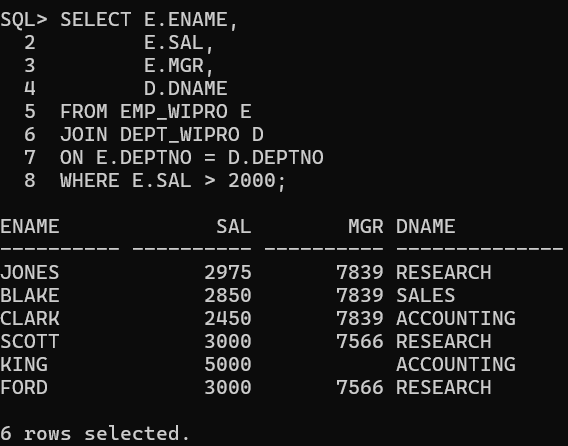 SQL> SELECT E.ENAME,
  2         E.SAL,
  3         E.MGR,
  4         D.DNAME
  5  FROM EMP_WIPRO E
  6  JOIN DEPT_WIPRO D
  7  ON E.DEPTNO = D.DEPTNO
  8  WHERE E.SAL > 2000;

ENAME             SAL        MGR DNAME
---------- ---------- ---------- --------------
JONES            2975       7839 RESEARCH
BLAKE            2850       7839 SALES
CLARK            2450       7839 ACCOUNTING
SCOTT            3000       7566 RESEARCH
KING             5000            ACCOUNTING
FORD             3000       7566 RESEARCH

6 rows selected.